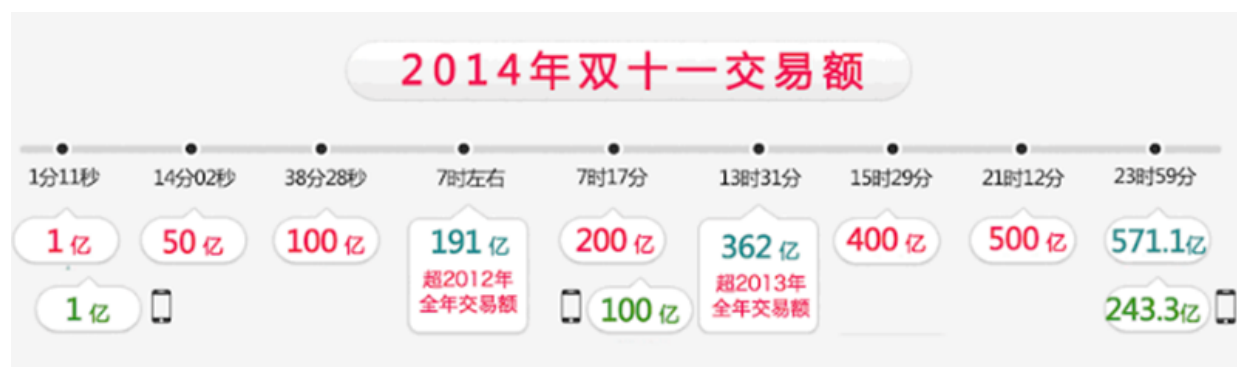 2014年双十一交易额
1分11秒 14分02秒 38分28秒 7时左右 7时17分 13时31分 15时29分 21时12分 23时59分
1亿 50亿 100亿 191亿 200亿 362亿 400亿 500亿 571.1亿
超2012年 超2013年
全年交易额 全年交易额
1亿 100亿 243.3亿